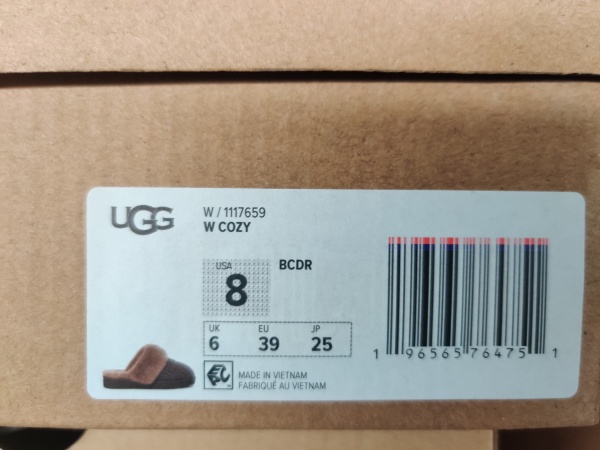 UGG
W / 1117659
W COZY
USA
8
BCDR
UK EU JP
6 39 25
MADE IN VIETNAM
FABRIQUÉ AU VIETNAM
1 96565 76475 1